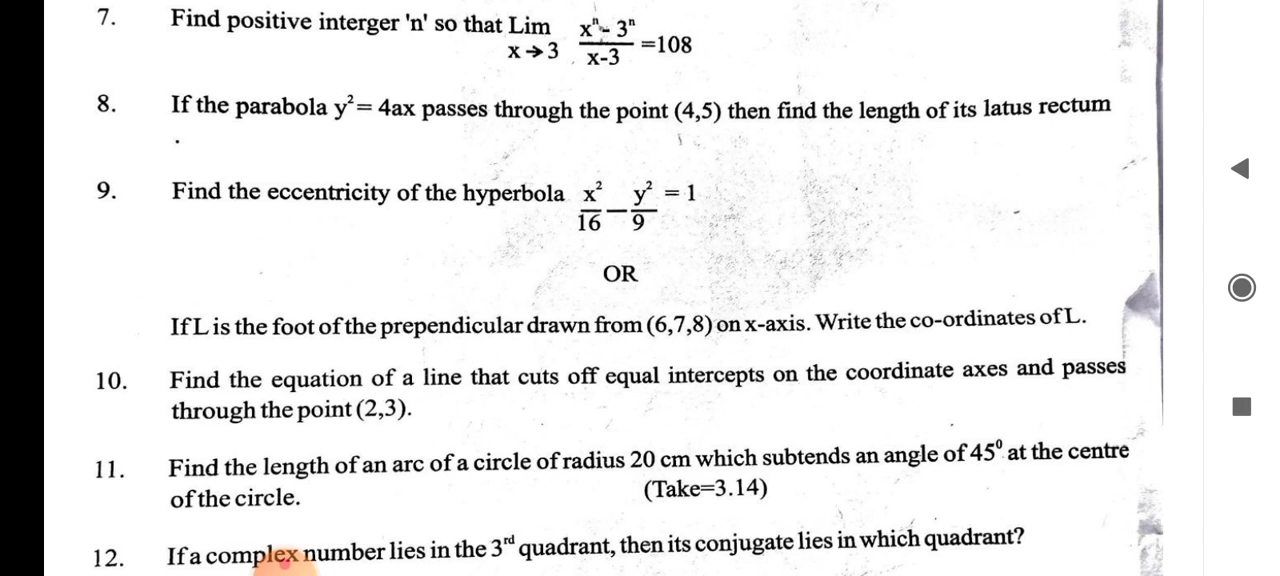 7. Find positive interger 'n' so that Lim xⁿ - 3ⁿ
x→3 x-3 =108
8. If the parabola y² = 4ax passes through the point (4,5) then find the length of its latus rectum
.
9. Find the eccentricity of the hyperbola x² y² = 1
16 − 9
OR
If L is the foot of the prependicular drawn from (6,7,8) on x-axis. Write the co-ordinates of L.
10. Find the equation of a line that cuts off equal intercepts on the coordinate axes and passes
through the point (2,3).
11. Find the length of an arc of a circle of radius 20 cm which subtends an angle of 45⁰ at the centre
of the circle. (Take=3.14)
12. If a complex number lies in the 3ʳᵈ quadrant, then its conjugate lies in which quadrant?